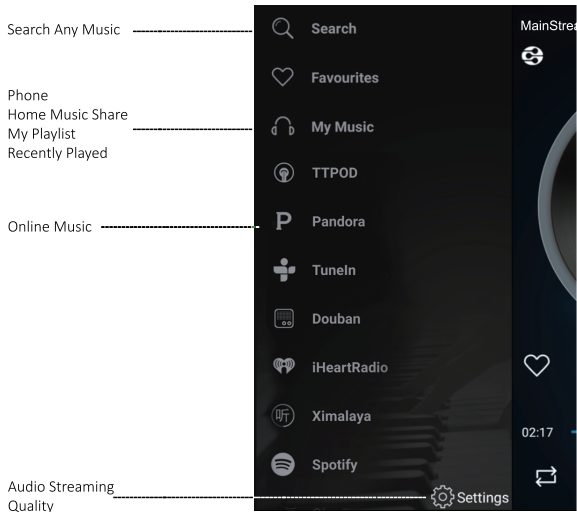 Search Any Music
Phone
Home Music Share
My Playlist
Recently Played
Online Music
Audio Streaming
Quality
Search
Favourites
My Music
TTPOD
P Pandora
TuneIn
Douban
iHeartRadio
听 Ximalaya
Spotify
Settings
MainStrea
02:17